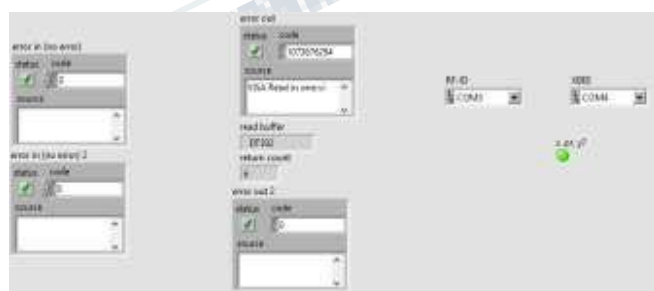 error in (no error)
status code
0
source
error in (no error) 2
status code
0
source
error out
status code
1073676294
source
VISA Read in
read buffer
return count
error out 2
status code
0
source
RF-ID
COM3
COM4